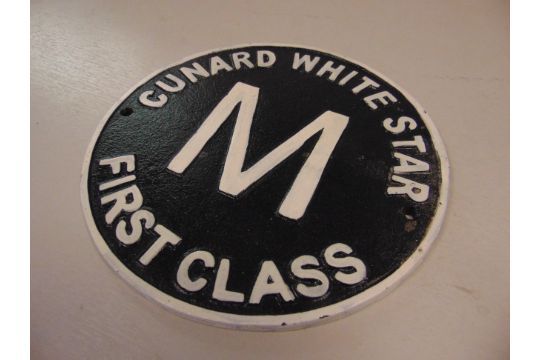 CUNARD WHITE STAR
M
FIRST CLASS